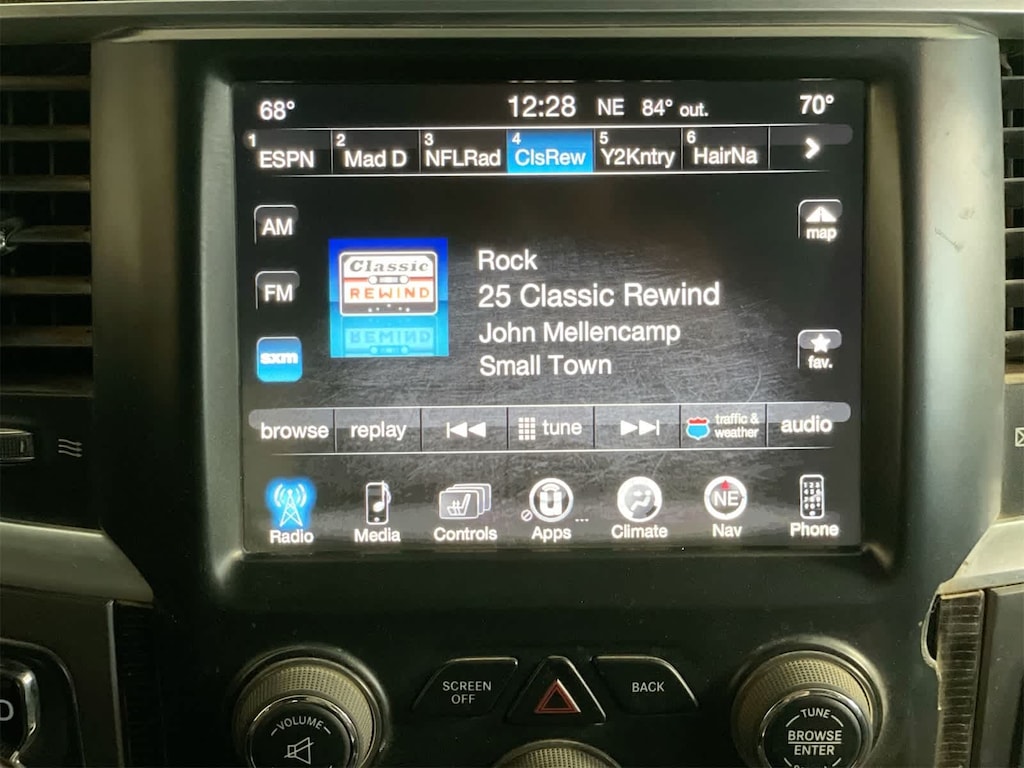 68° 12:28 NE 84° out. 70°
1 ESPN 2 Mad D 3 NFLRad 4 ClsRew 5 Y2Kntry 6 HairNa
AM
map
FM
Classic
REWIND
Rock
25 Classic Rewind
John Mellencamp
Small Town
sxm
fav.
browse replay tune traffic & weather audio
Radio Media Controls Apps ... Climate NE Nav Phone
SCREEN OFF
BACK
VOLUME
TUNE
BROWSE
ENTER